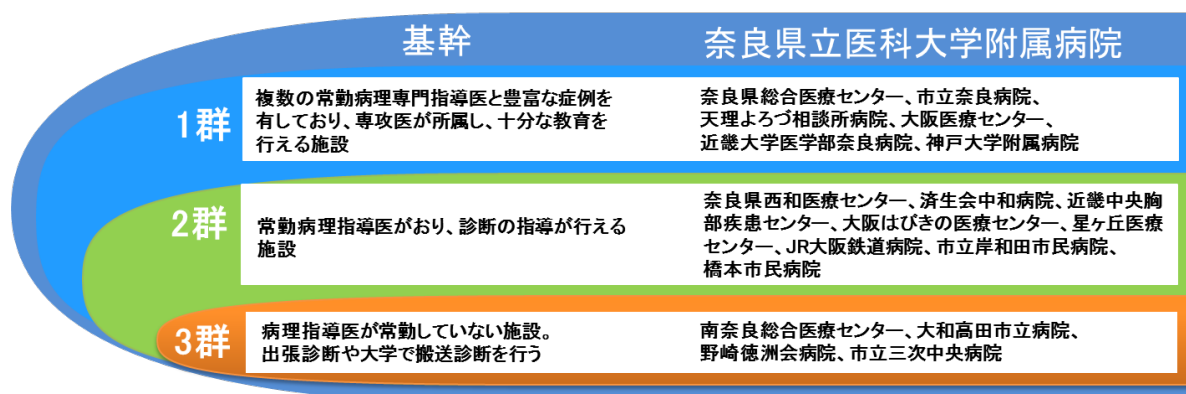 基幹 奈良県立医科大学附属病院
1群
複数の常勤病理専門指導医と豊富な症例を
有しており、専攻医が所属し、十分な教育を
行える施設
奈良県総合医療センター、市立奈良病院、
天理よろづ相談所病院、大阪医療センター、
近畿大学医学部奈良病院、神戸大学附属病院
2群
常勤病理指導医がおり、診断の指導が行える
施設
奈良県西和医療センター、済生会中和病院、近畿中央胸
部疾患センター、大阪はびきの医療センター、星ヶ丘医療
センター、JR大阪鉄道病院、市立岸和田市民病院、
橋本市民病院
3群
病理指導医が常勤していない施設。
出張診断や大学で搬送診断を行う
南奈良総合医療センター、大和高田市立病院、
野崎徳洲会病院、市立三次中央病院